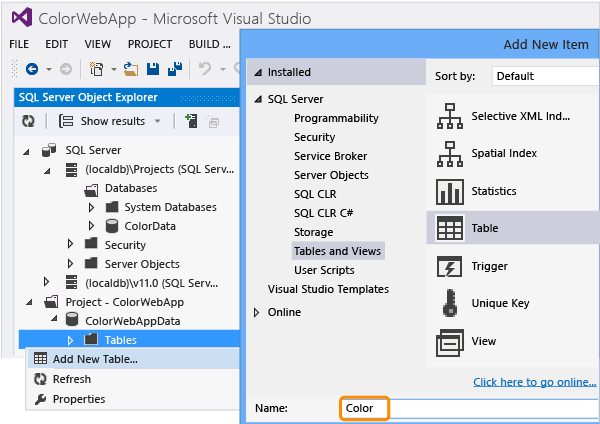 ColorWebApp - Microsoft Visual Studio
FILE EDIT VIEW PROJECT BUILD ...
SQL Server Object Explorer
Show results
SQL Server
(localdb)\Projects (SQL Serv...
Databases
System Databases
ColorData
Security
Server Objects
(localdb)\v11.0 (SQL Serv...
Project - ColorWebApp
ColorWebAppData
Tables
Add New Table...
Refresh
Properties
Add New Item
Installed
SQL Server
Programmability
Security
Service Broker
Server Objects
SQL CLR
SQL CLR C#
Storage
Tables and Views
User Scripts
Visual Studio Templates
Online
Sort by: Default
Selective XML Ind...
Spatial Index
Statistics
Table
Trigger
Unique Key
View
Click here to go online...
Name: Color